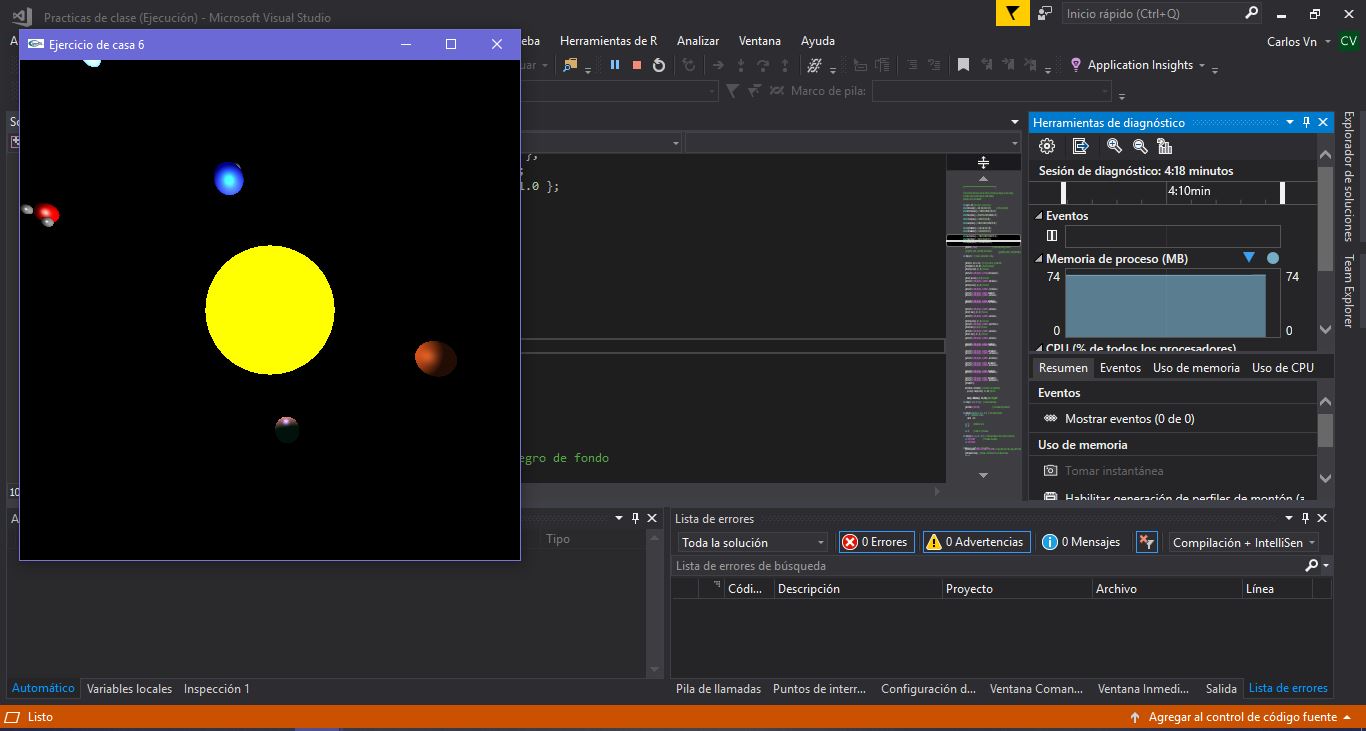 Practicas de clase (Ejecución) - Microsoft Visual Studio
Inicio rápido (Ctrl+Q)
Ejercicio de casa 6
Herramientas de R Analizar Ventana Ayuda
Carlos Vn CV
Application Insights
Marco de pila:
Herramientas de diagnóstico
Sesión de diagnóstico: 4:18 minutos
4:10min
Eventos
Memoria de proceso (MB)
74 74
0 0
CPU (% de todos los procesadores)
Resumen Eventos Uso de memoria Uso de CPU
Eventos
Mostrar eventos (0 de 0)
Uso de memoria
Tomar instantánea
Habilitar generación de perfiles de montón (a
Explorador de soluciones
Team Explorer
};
;
1.0 };
egro de fondo
10
Tipo
Lista de errores
Toda la solución 0 Errores 0 Advertencias 0 Mensajes Compilación + IntelliSen
Lista de errores de búsqueda
Códi... Descripción Proyecto Archivo Línea
Automático Variables locales Inspección 1
Pila de llamadas Puntos de interr... Configuración d... Ventana Coman... Ventana Inmedi... Salida Lista de errores
Listo
Agregar al control de código fuente